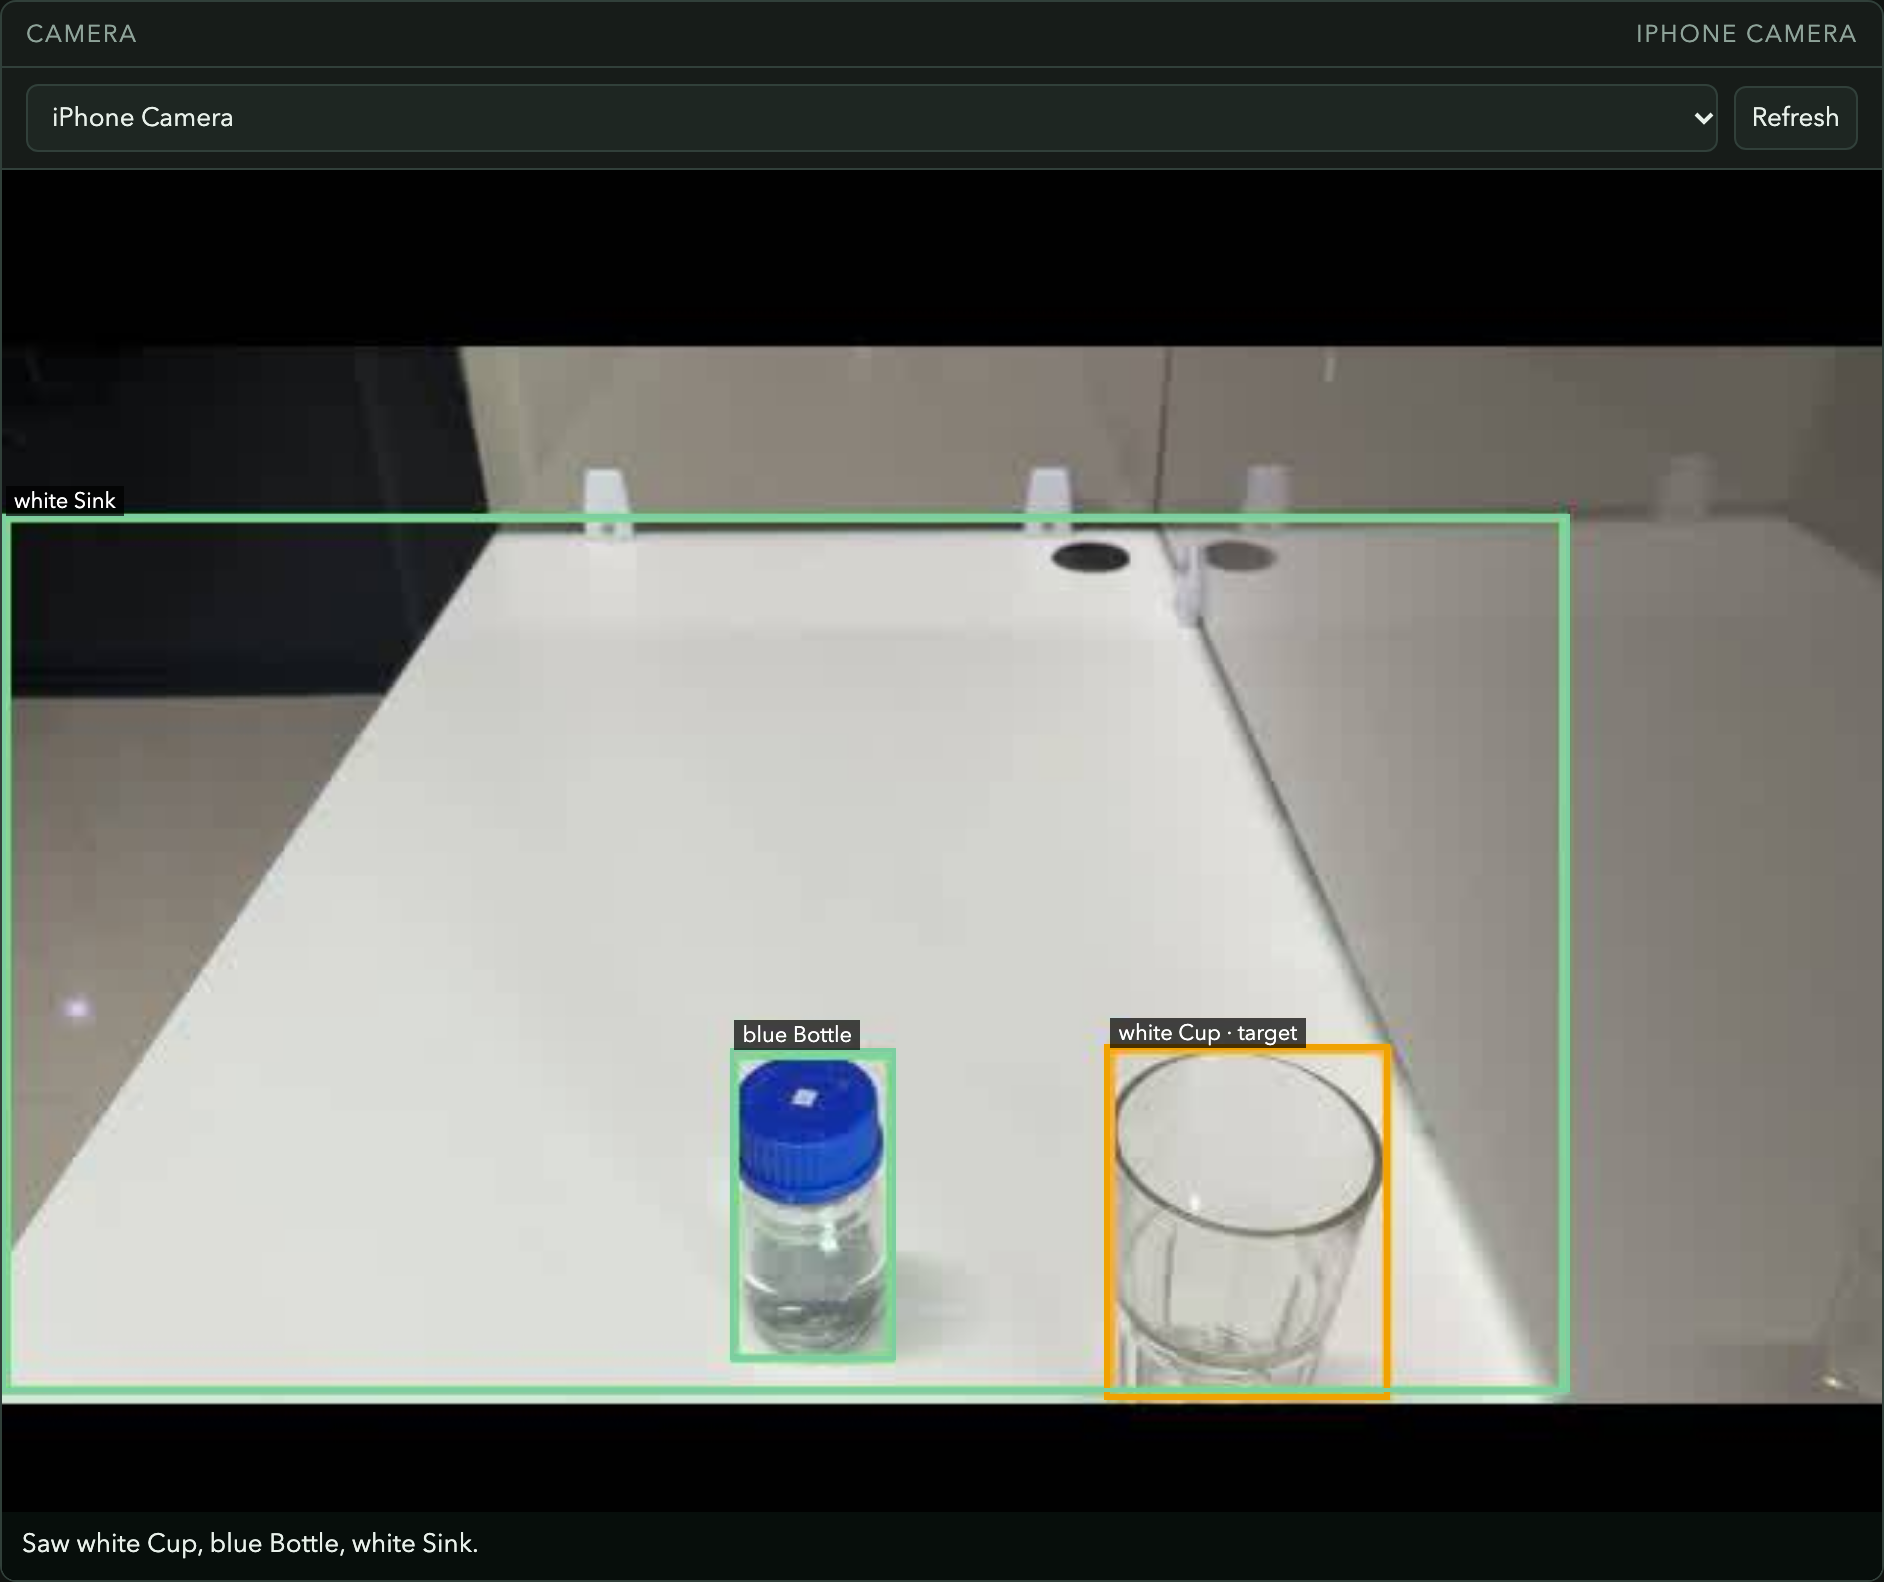 CAMERA
IPHONE CAMERA
iPhone Camera
Refresh
white Sink
blue Bottle
white Cup · target
Saw white Cup, blue Bottle, white Sink.